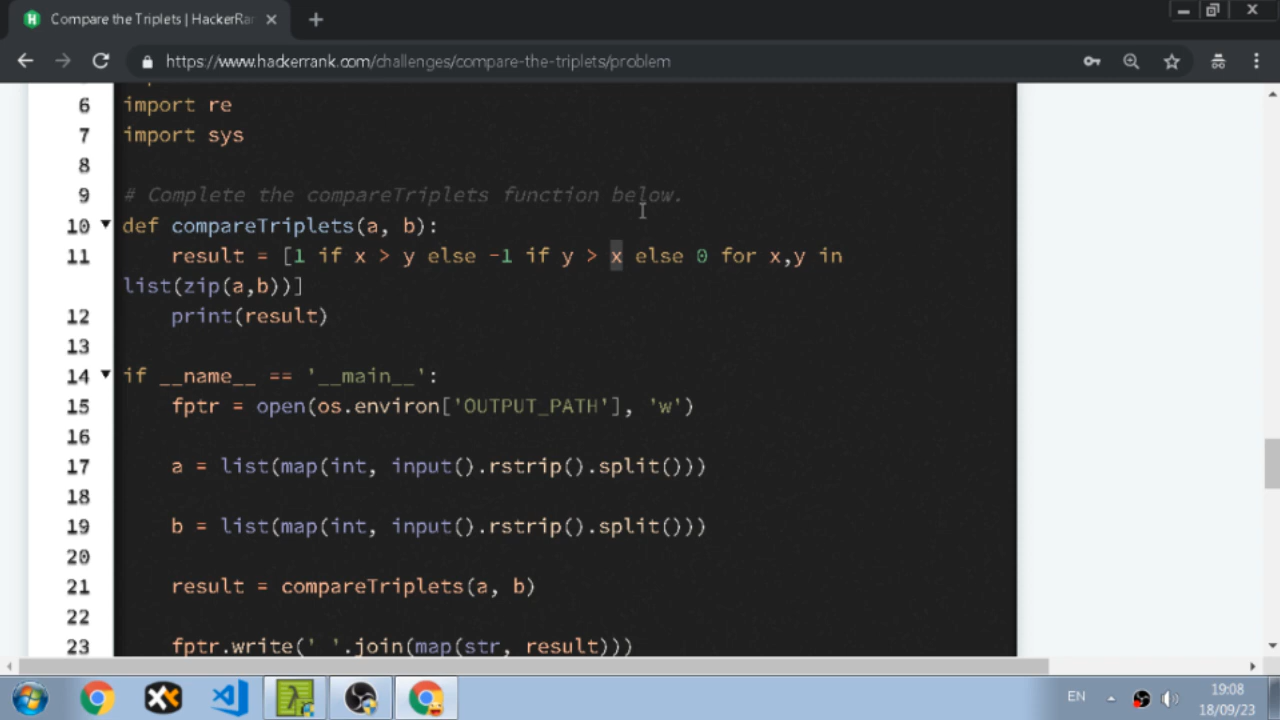 Compare the Triplets | HackerRa
https://www.hackerrank.com/challenges/compare-the-triplets/problem
6 import re
7 import sys
8
9 # Complete the compareTriplets function below.
10 def compareTriplets(a, b):
11 result = [1 if x > y else -1 if y > x else 0 for x,y in
list(zip(a,b))]
12 print(result)
13
14 if __name__ == '__main__':
15 fptr = open(os.environ['OUTPUT_PATH'], 'w')
16
17 a = list(map(int, input().rstrip().split()))
18
19 b = list(map(int, input().rstrip().split()))
20
21 result = compareTriplets(a, b)
22
23 fptr.write(' '.join(map(str, result)))
EN
19:08
18/09/23